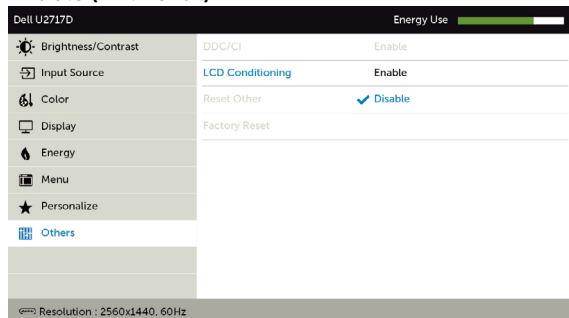 Dell U2717D Energy Use
Brightness/Contrast DDC/CI Enable
Input Source LCD Conditioning Enable
Color Reset Other Disable
Display Factory Reset
Energy
Menu
Personalize
Others
Resolution : 2560x1440, 60Hz